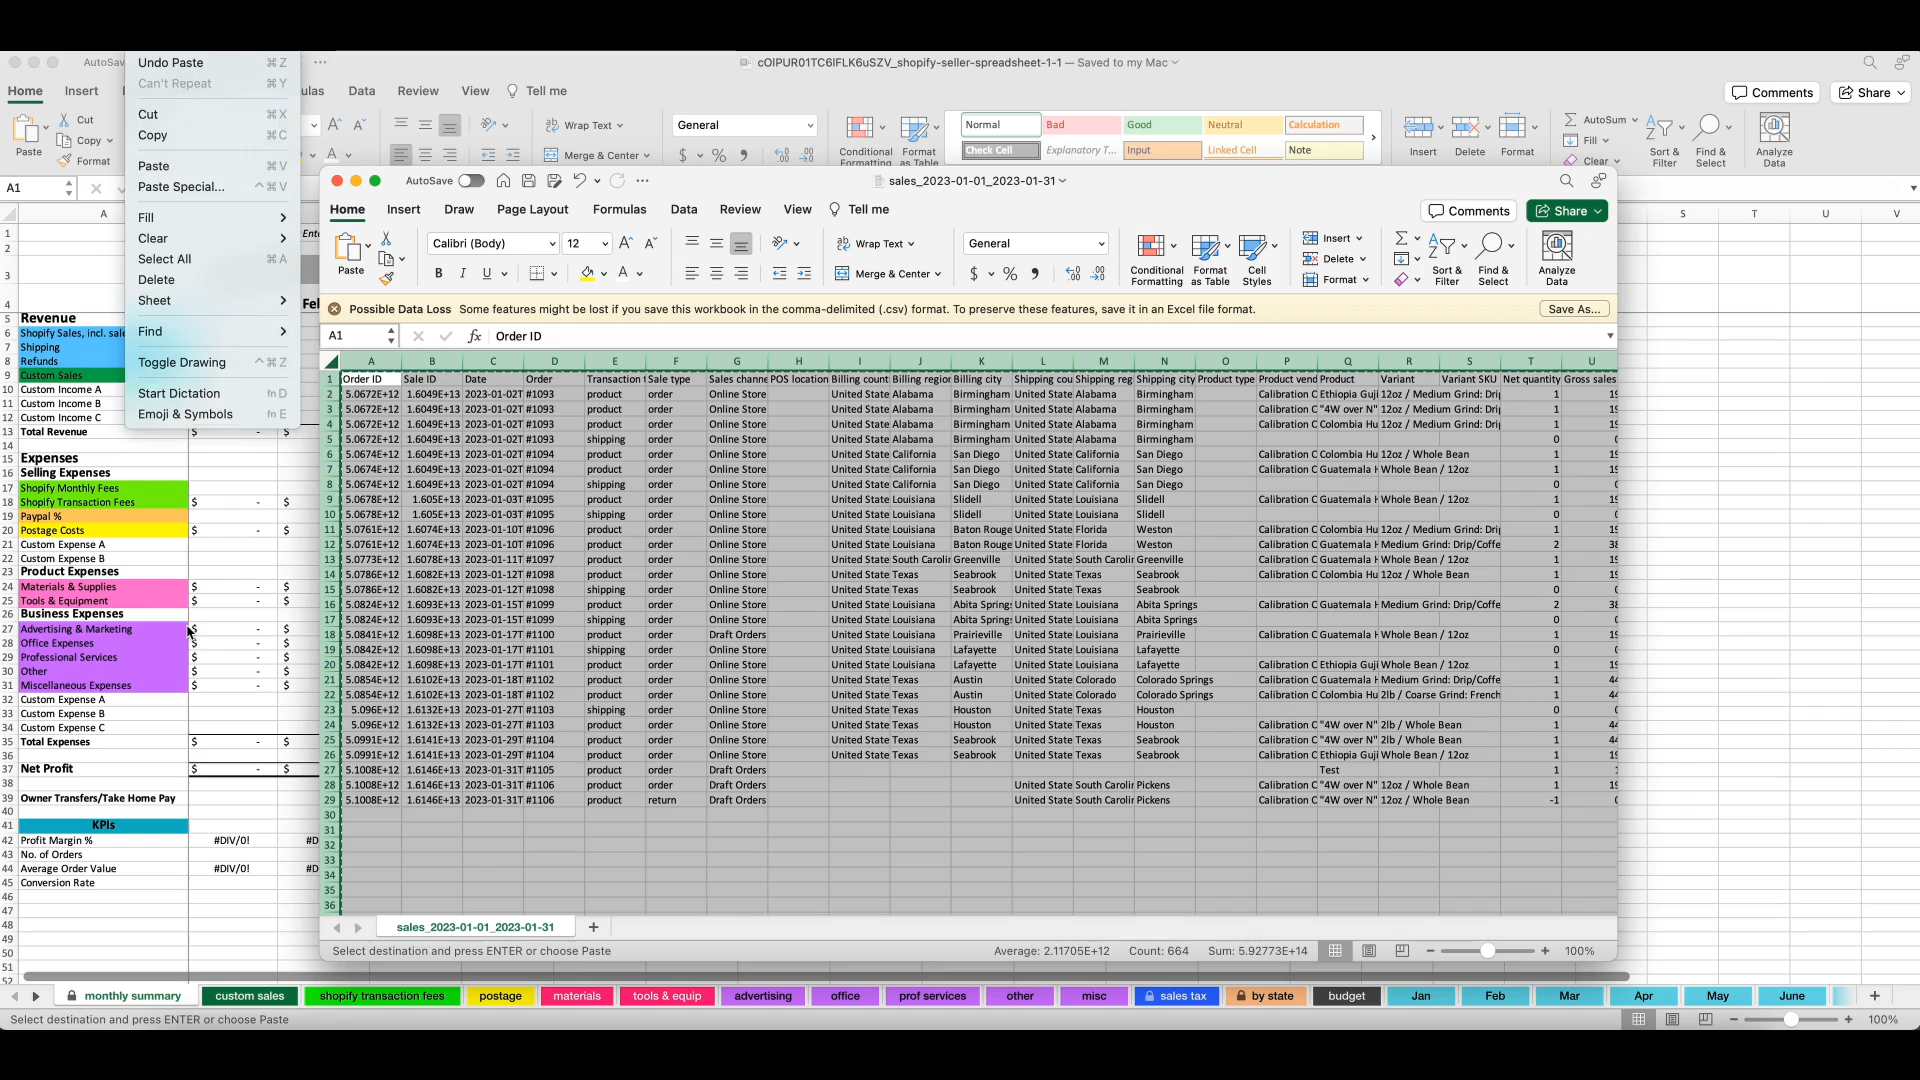 AutoSav
cOIPUR01TC6IFLK6uSZV_shopify-seller-spreadsheet-1-1 — Saved to my Mac
Home Insert Data Review View Tell me
Comments Share
Paste Cut Copy Format
Wrap Text Merge & Center
General
Conditional Formatting Format as Table
Normal Bad Good Neutral Calculation
Check Cell Explanatory T... Input Linked Cell Note
Insert Delete Format
AutoSum Fill Clear
Sort & Filter Find & Select Analyze Data
A1
Undo Paste ⌘Z
Can't Repeat ⌘Y
Cut ⌘X
Copy ⌘C
Paste ⌘V
Paste Special... ^⌘V
Fill
Clear
Select All ⌘A
Delete
Sheet
Find
Toggle Drawing ^⌘Z
Start Dictation fn D
Emoji & Symbols fn E
A S T U V
Revenue
Shopify Sales, incl. sale
Shipping
Refunds
Custom Sales
Custom Income A
Custom Income B
Custom Income C
Total Revenue $ - $
Expenses
Selling Expenses
Shopify Monthly Fees
Shopify Transaction Fees $ - $
Paypal %
Postage Costs $ - $
Custom Expense A
Custom Expense B
Product Expenses
Materials & Supplies $ - $
Tools & Equipment $ - $
Business Expenses
Advertising & Marketing $ - $
Office Expenses $ - $
Professional Services $ - $
Other $ - $
Miscellaneous Expenses $ - $
Custom Expense A
Custom Expense B
Custom Expense C
Total Expenses $ - $
Net Profit $ - $
Owner Transfers/Take Home Pay
KPIs
Profit Margin % #DIV/0!
No. of Orders
Average Order Value #DIV/0!
Conversion Rate
AutoSave sales_2023-01-01_2023-01-31
Home Insert Draw Page Layout Formulas Data Review View Tell me
Comments Share
Paste Calibri (Body) 12 Wrap Text Merge & Center General
Conditional Formatting Format as Table Cell Styles Insert Delete Format Sort & Filter Find & Select Analyze Data
Possible Data Loss Some features might be lost if you save this workbook in the comma-delimited (.csv) format. To preserve these features, save it in an Excel file format. Save As...
A1 fx Order ID
A B C D E F G H I J K L M N O P Q R S T U
1 Order ID Sale ID Date Order Transaction Sale type Sales channe POS location Billing count Billing region Billing city Shipping cou Shipping reg Shipping city Product type Product vend Product Variant Variant SKU Net quantity Gross sales
2 5.0672E+12 1.6049E+13 2023-01-02T #1093 product order Online Store United State Alabama Birmingham United State Alabama Birmingham Calibration C Ethiopia Guji 12oz / Medium Grind: Drip 1 19
3 5.0672E+12 1.6049E+13 2023-01-02T #1093 product order Online Store United State Alabama Birmingham United State Alabama Birmingham Calibration C "4W over N" 12oz / Medium Grind: Drip 1 19
4 5.0672E+12 1.6049E+13 2023-01-02T #1093 product order Online Store United State Alabama Birmingham United State Alabama Birmingham Calibration C Colombia Hu 12oz / Medium Grind: Drip 1 19
5 5.0672E+12 1.6049E+13 2023-01-02T #1093 shipping order Online Store United State Alabama Birmingham United State Alabama Birmingham 0 0
6 5.0674E+12 1.6049E+13 2023-01-02T #1094 product order Online Store United State California San Diego United State California San Diego Calibration C Colombia Hu 12oz / Whole Bean 1 19
7 5.0674E+12 1.6049E+13 2023-01-02T #1094 product order Online Store United State California San Diego United State California San Diego Calibration C Guatemala H Whole Bean / 12oz 1 19
8 5.0674E+12 1.6049E+13 2023-01-02T #1094 shipping order Online Store United State California San Diego United State California San Diego 0 0
9 5.0678E+12 1.605E+13 2023-01-03T #1095 product order Online Store United State Louisiana Slidell United State Louisiana Slidell Calibration C Guatemala H Whole Bean / 12oz 1 19
10 5.0678E+12 1.605E+13 2023-01-03T #1095 shipping order Online Store United State Louisiana Slidell United State Louisiana Slidell 0 0
11 5.0761E+12 1.6074E+13 2023-01-10T #1096 product order Online Store United State Louisiana Baton Rouge United State Florida Weston Calibration C Colombia Hu 12oz / Medium Grind: Drip 1 19
12 5.0761E+12 1.6074E+13 2023-01-10T #1096 product order Online Store United State Louisiana Baton Rouge United State Florida Weston Calibration C Colombia Hu Medium Grind: Drip/Coffe 2 38
13 5.0773E+12 1.6078E+13 2023-01-11T #1097 product order Online Store United State South Carolin Greenville United State South Carolin Greenville Calibration C Guatemala H Whole Bean / 12oz 1 19
14 5.0786E+12 1.6082E+13 2023-01-12T #1098 product order Online Store United State Texas Seabrook United State Texas Seabrook Calibration C Colombia Hu 12oz / Whole Bean 1 19
15 5.0786E+12 1.6082E+13 2023-01-12T #1098 shipping order Online Store United State Texas Seabrook United State Texas Seabrook 0 0
16 5.0824E+12 1.6093E+13 2023-01-15T #1099 product order Online Store United State Louisiana Abita Springs United State Louisiana Abita Springs Calibration C Guatemala H Medium Grind: Drip/Coffe 2 38
17 5.0824E+12 1.6093E+13 2023-01-15T #1099 shipping order Online Store United State Louisiana Abita Springs United State Louisiana Abita Springs 0 0
18 5.0841E+12 1.6098E+13 2023-01-17T #1100 product order Draft Orders United State Louisiana Prairieville United State Louisiana Prairieville Calibration C Guatemala H Whole Bean / 12oz 1 19
19 5.0842E+12 1.6098E+13 2023-01-17T #1101 shipping order Online Store United State Louisiana Lafayette United State Louisiana Lafayette 0 0
20 5.0842E+12 1.6098E+13 2023-01-17T #1101 product order Online Store United State Louisiana Lafayette United State Louisiana Lafayette Calibration C Ethiopia Guji Whole Bean / 12oz 1 19
21 5.0854E+12 1.6102E+13 2023-01-18T #1102 product order Online Store United State Texas Austin United State Colorado Colorado Springs Calibration C Guatemala H Medium Grind: Drip/Coffe 1 44
22 5.0854E+12 1.6102E+13 2023-01-18T #1102 product order Online Store United State Texas Austin United State Colorado Colorado Springs Calibration C Colombia Hu 2lb / Coarse Grind: French 1 44
23 5.096E+12 1.6132E+13 2023-01-27T #1103 shipping order Online Store United State Texas Houston United State Texas Houston 0 0
24 5.096E+12 1.6132E+13 2023-01-27T #1103 product order Online Store United State Texas Houston United State Texas Houston Calibration C "4W over N" 2lb / Whole Bean 1 44
25 5.0991E+12 1.6141E+13 2023-01-29T #1104 product order Online Store United State Texas Seabrook United State Texas Seabrook Calibration C "4W over N" 2lb / Whole Bean 1 44
26 5.0991E+12 1.6141E+13 2023-01-29T #1104 product order Online Store United State Texas Seabrook United State Texas Seabrook Calibration C Ethiopia Guji Whole Bean / 12oz 1 19
27 5.1008E+12 1.6146E+13 2023-01-31T #1105 product order Draft Orders Test 1 1
28 5.1008E+12 1.6146E+13 2023-01-31T #1106 product order Draft Orders United State South Carolin Pickens Calibration C "4W over N" 12oz / Whole Bean 1 19
29 5.1008E+12 1.6146E+13 2023-01-31T #1106 product return Draft Orders United State South Carolin Pickens Calibration C "4W over N" 12oz / Whole Bean -1 0
30
31
32
33
34
35
36
sales_2023-01-01_2023-01-31
Select destination and press ENTER or choose Paste Average: 2.11705E+12 Count: 664 Sum: 5.92773E+14 100%
monthly summary custom sales shopify transaction fees postage materials tools & equip advertising office prof services other misc sales tax by state budget Jan Feb Mar Apr May June
Select destination and press ENTER or choose Paste 100%